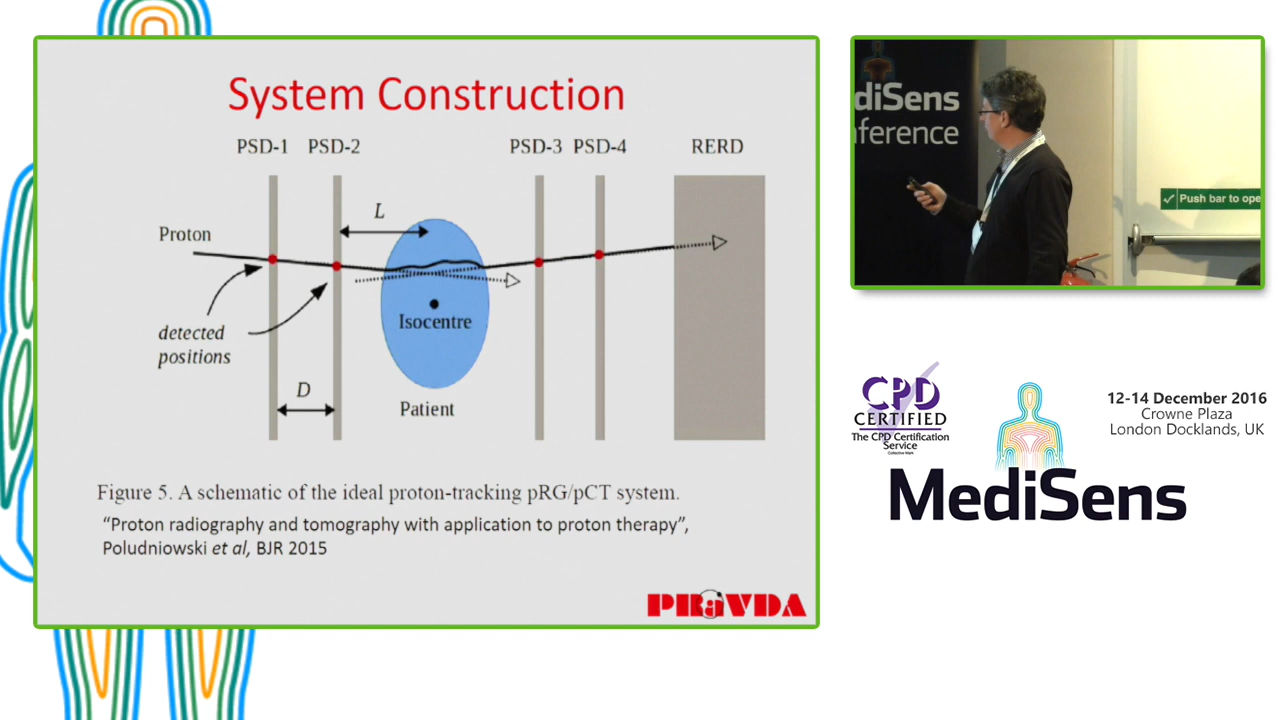 System Construction
PSD-1 PSD-2 PSD-3 PSD-4 RERD
L
Proton
Isocentre
detected
positions
D
Patient
Figure 5. A schematic of the ideal proton-tracking pRG/pCT system.
“Proton radiography and tomography with application to proton therapy”,
Poludniowski et al, BJR 2015
PRaVDA
diSens
nference
Push bar to ope
CPD
CERTIFIED
The CPD Certification
Service
Collective Mark
12-14 December 2016
Crowne Plaza
London Docklands, UK
MediSens